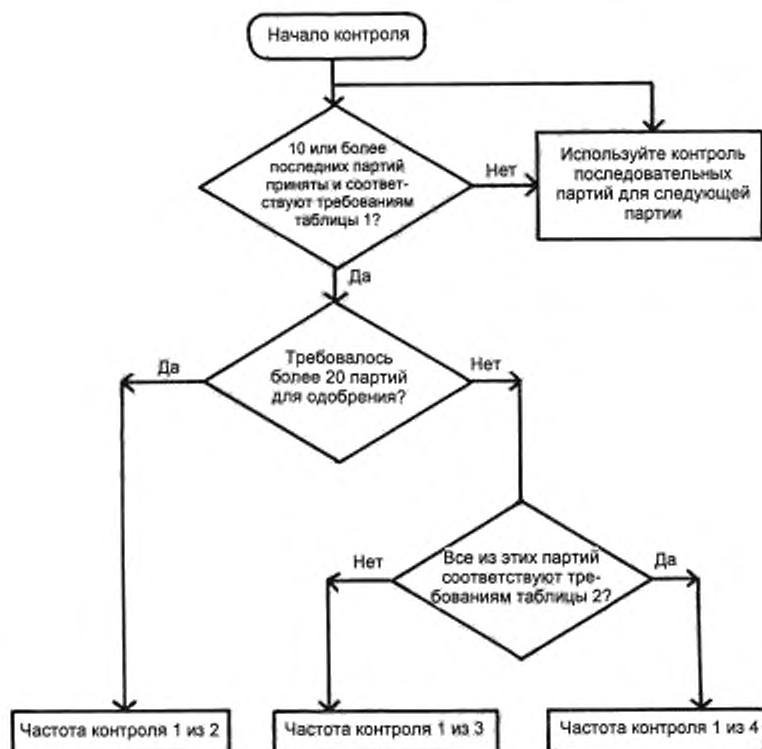 Начало контроля
10 или более
последних партий
приняты и соответ-
ствуют требованиям
таблицы 1?
Нет
Используйте контроль
последовательных
партий для следующей
партии
Да
Требовалось
более 20 партий
для одобрения?
Да
Нет
Все из этих партий
соответствуют тре-
бованиям таблицы 2?
Нет
Да
Частота контроля 1 из 2
Частота контроля 1 из 3
Частота контроля 1 из 4